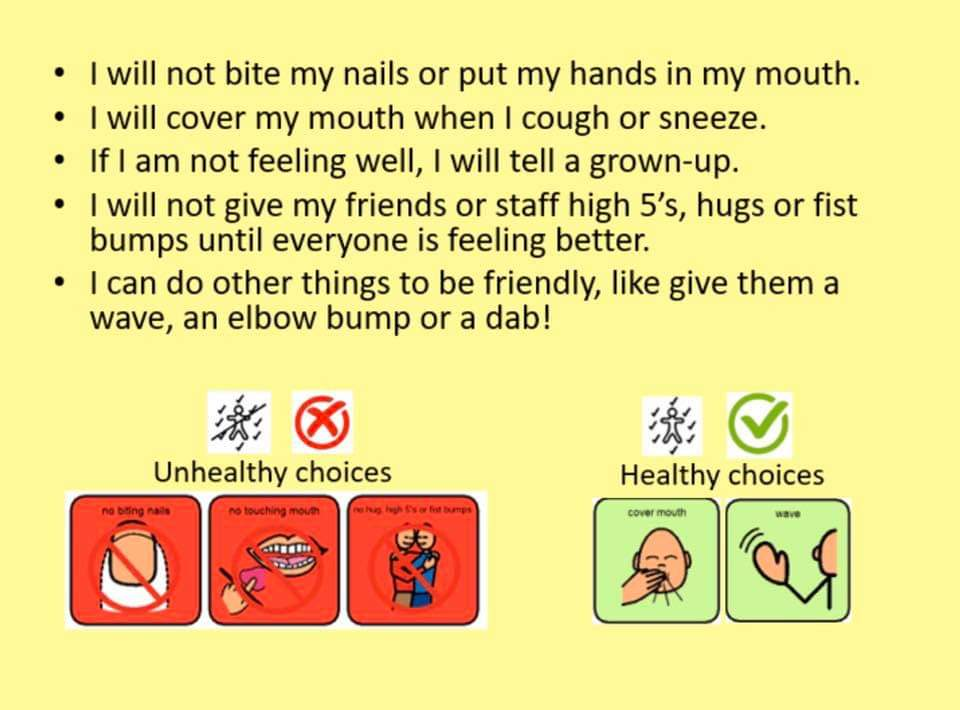 • I will not bite my nails or put my hands in my mouth.
• I will cover my mouth when I cough or sneeze.
• If I am not feeling well, I will tell a grown-up.
• I will not give my friends or staff high 5’s, hugs or fist
bumps until everyone is feeling better.
• I can do other things to be friendly, like give them a
wave, an elbow bump or a dab!
Unhealthy choices
no biting nails
no touching mouth
no hug, high 5's or fist bumps
Healthy choices
cover mouth
wave